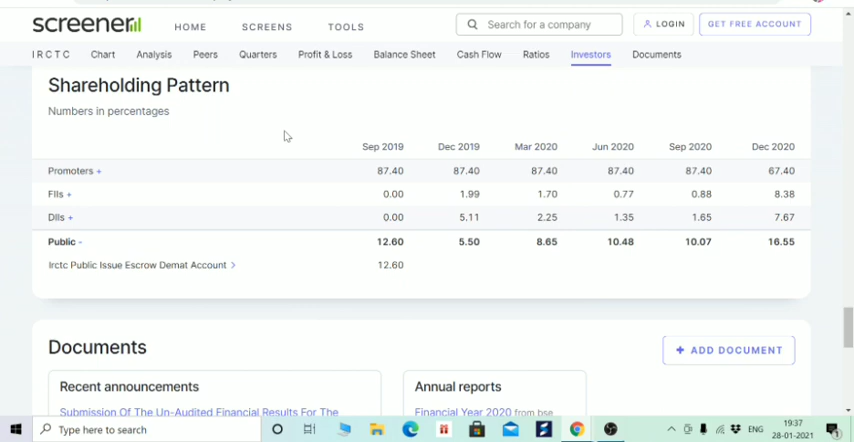 screener
HOME SCREENS TOOLS
Search for a company
LOGIN
GET FREE ACCOUNT
IRCTC Chart Analysis Peers Quarters Profit & Loss Balance Sheet Cash Flow Ratios Investors Documents
Shareholding Pattern
Numbers in percentages
Sep 2019 Dec 2019 Mar 2020 Jun 2020 Sep 2020 Dec 2020
Promoters + 87.40 87.40 87.40 87.40 87.40 67.40
FIIs + 0.00 1.99 1.70 0.77 0.88 8.38
DIIs + 0.00 5.11 2.25 1.35 1.65 7.67
Public - 12.60 5.50 8.65 10.48 10.07 16.55
Irctc Public Issue Escrow Demat Account > 12.60
Documents
+ ADD DOCUMENT
Recent announcements
Annual reports
Submission Of The Un-Audited Financial Results For The
Financial Year 2020 from bse
Type here to search
ENG
19:37
28-01-2021